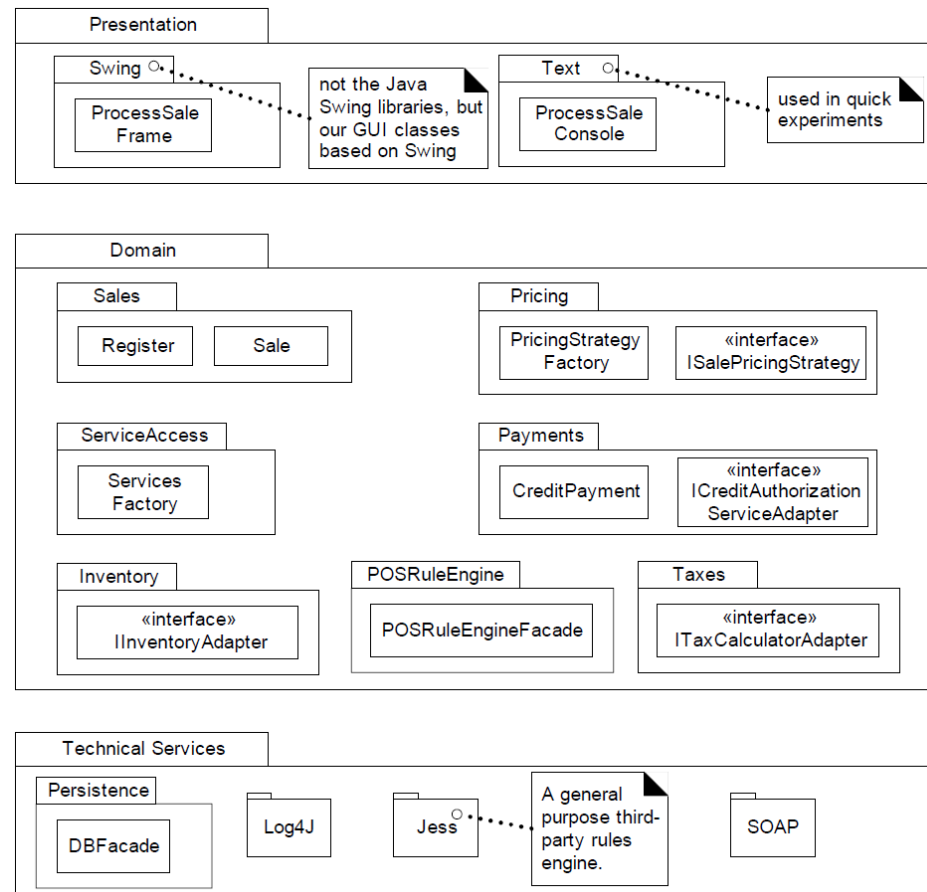 Presentation
Swing
ProcessSale
Frame
not the Java
Swing libraries, but
our GUI classes
based on Swing
Text
ProcessSale
Console
used in quick
experiments
Domain
Sales
Register
Sale
Pricing
PricingStrategy
Factory
«interface»
ISalePricingStrategy
ServiceAccess
Services
Factory
Payments
CreditPayment
«interface»
ICreditAuthorization
ServiceAdapter
Inventory
«interface»
IInventoryAdapter
POSRuleEngine
POSRuleEngineFacade
Taxes
«interface»
ITaxCalculatorAdapter
Technical Services
Persistence
DBFacade
Log4J
Jess
A general
purpose third-
party rules
engine.
SOAP